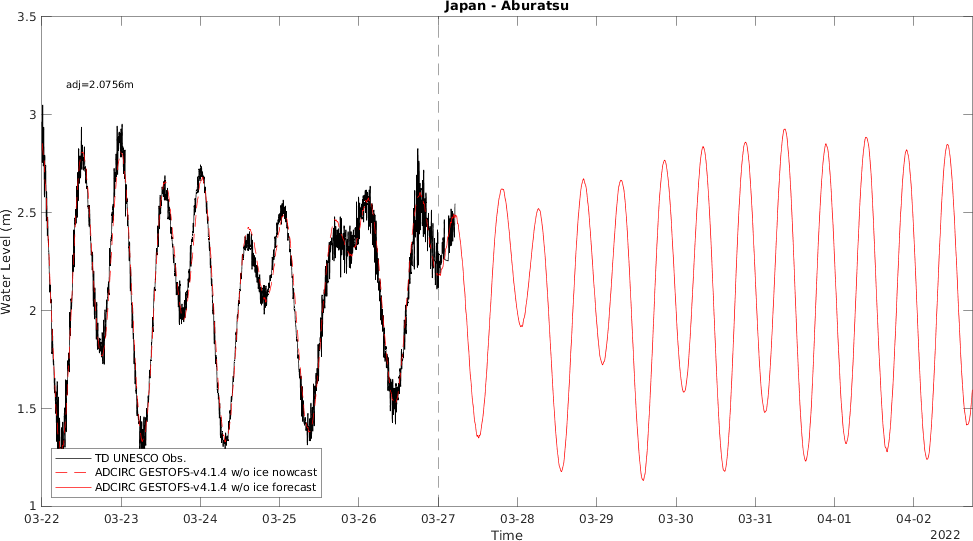 Japan - Aburatsu
3.5
adj=2.0756m
3
2.5
Water Level (m)
2
1.5
TD UNESCO Obs.
ADCIRC GESTOFS-v4.1.4 w/o ice nowcast
ADCIRC GESTOFS-v4.1.4 w/o ice forecast
1
03-22 03-23 03-24 03-25 03-26 03-27 03-28 03-29 03-30 03-31 04-01 04-02
Time
2022